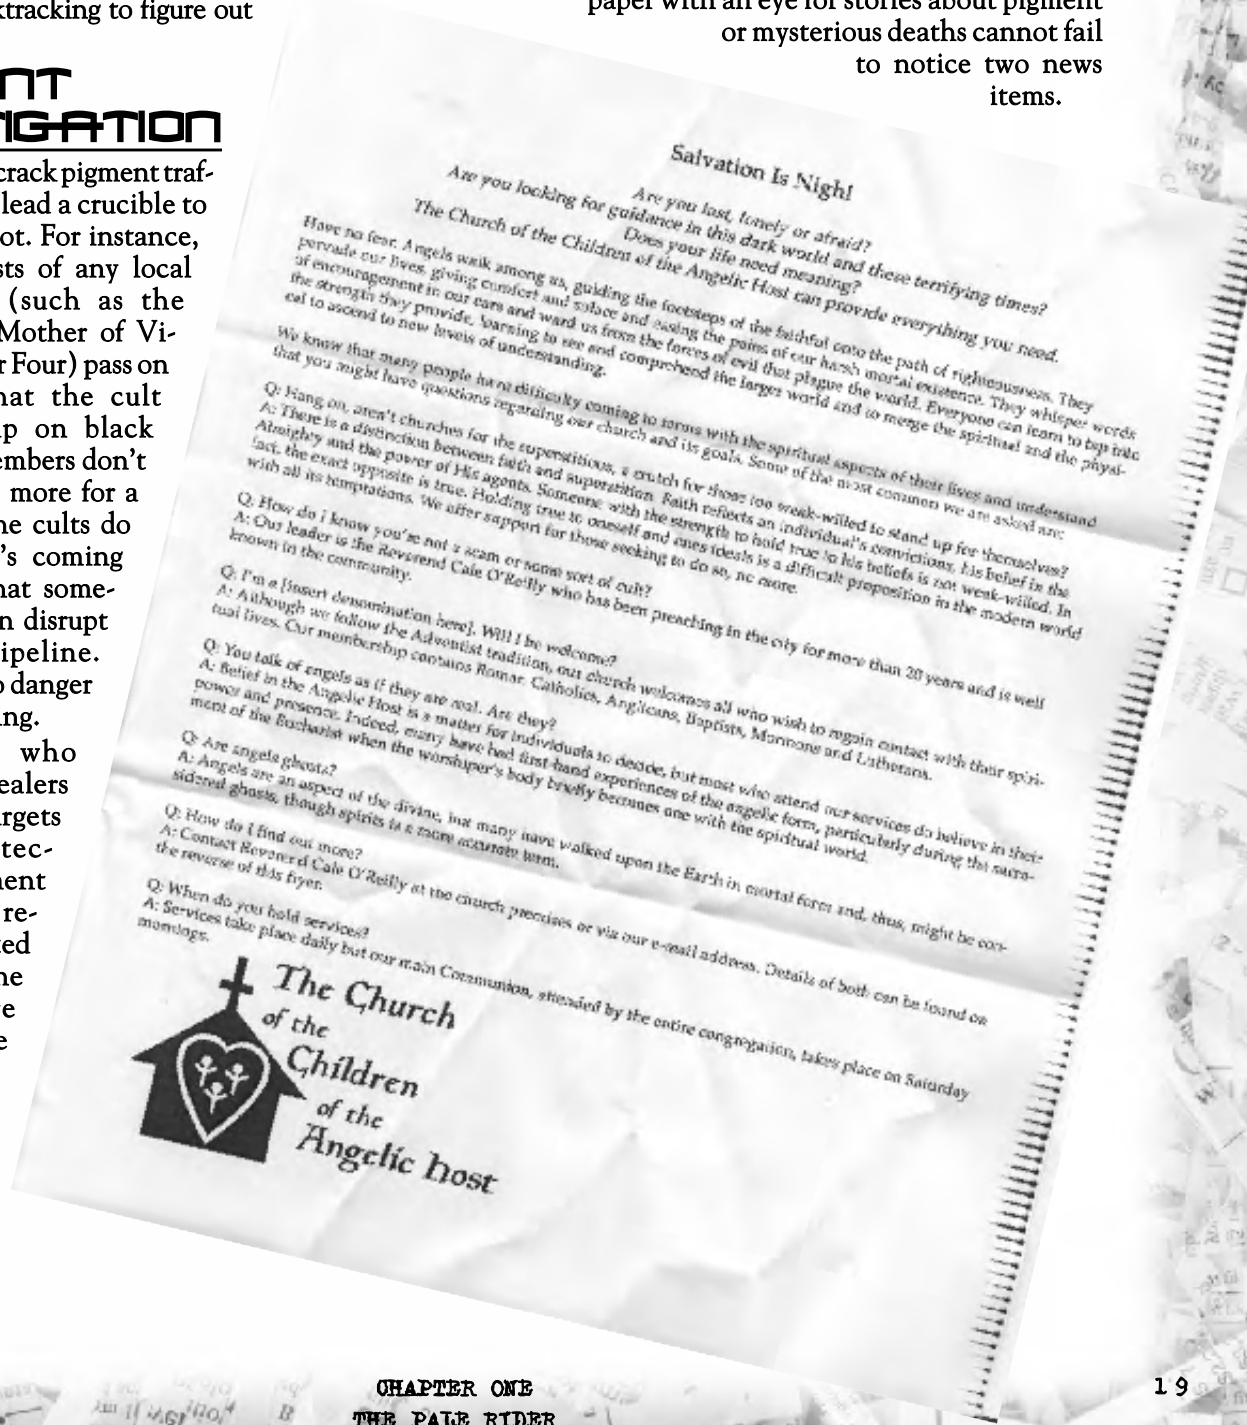 xtracking to figure out
paper with an eye for stories about pigment
or mysterious deaths cannot fail
to notice two news
items.
NT
TIGATION
crack pigment traf-
lead a crucible to
ot. For instance,
sts of any local
(such as the
Mother of Vi-
r Four) pass on
hat the cult
up on black
embers don't
more for a
ne cults do
's coming
hat some-
n disrupt
ipeline.
o danger
ing.
who
ealers
argets
tec-
ment
re-
ted
ne
re
e
Salvation Is Nigh!
Are you lost, lonely or afraid?
Are you looking for guidance in this dark world and these terrifying times?
Does your life need meaning?
The Church of the Children of the Angelic Host can provide everything you need.
Have no fear. Angels walk among us, guiding the footsteps of the faithful onto the path of righteousness. They
pervade our lives, giving comfort and solace and easing the pains of our harsh mortal existence. They whisper words
of encouragement in our ears and ward us from the forces of evil that plague the world. Everyone can learn to tap into
the strength they provide, learning to see and comprehend the larger world and to merge the spiritual and the physi-
cal to ascend to new levels of understanding.
We know that many people have difficulty coming to terms with the spiritual aspects of their lives and understand
that you might have questions regarding our church and its goals. Some of the most common we are asked are:
Q: Hang on, aren't churches for the superstitious, a crutch for those too weak-willed to stand up for themselves?
A: There is a distinction between faith and superstition. Faith reflects an individual's convictions, his belief in the
Almighty and the power of His agents. Someone with the strength to hold true to his beliefs is not weak-willed. In
fact, the exact opposite is true. Holding true to oneself and ones ideals is a difficult proposition in the modern world
with all its temptations. We offer support for those seeking to do so, no more.
Q: How do I know you're not a scam or some sort of cult?
A: Our leader is the Reverend Cale O'Reilly who has been preaching in the city for more than 20 years and is well
known in the community.
Q: I'm a [insert denomination here]. Will I be welcome?
A: Although we follow the Adventist tradition, our church welcomes all who wish to regain contact with their spiri-
tual lives. Our membership contains Roman Catholics, Anglicans, Baptists, Mormons and Lutherans.
Q: You talk of angels as if they are real. Are they?
A: Belief in the Angelic Host is a matter for individuals to decide, but most who attend our services do believe in their
power and presence. Indeed, many have had first-hand experiences of the angelic form, particularly during the sacra-
ment of the Eucharist when the worshiper's body briefly becomes one with the spiritual world.
Q: Are angels ghosts?
A: Angels are an aspect of the divine, but many have walked upon the Earth in mortal form and, thus, might be con-
sidered ghosts, though spirits is a more accurate term.
Q: How do I find out more?
A: Contact Reverend Cale O'Reilly at the church premises or via our e-mail address. Details of both can be found on
the reverse of this flyer.
Q: When do you hold services?
A: Services take place daily but our main Communion, attended by the entire congregation, takes place on Saturday
mornings.
The Church
of the
Children
of the
Angelic Host
CHAPTER ONE
THE PALE RIDER
19